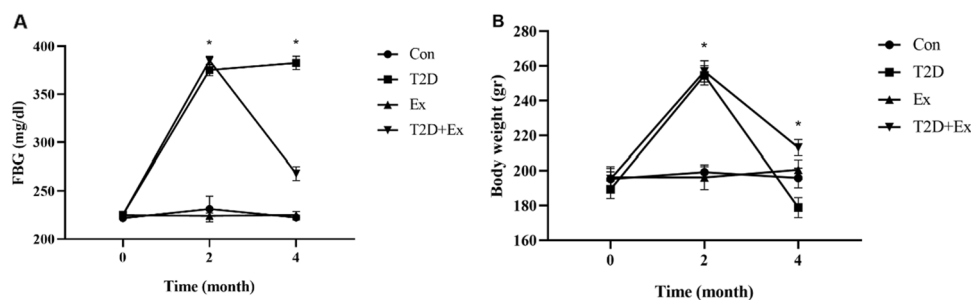 A
FBG (mg/dl)
400
350
300
250
200
*
*
0
2
4
Time (month)
Con
T2D
Ex
T2D+Ex
B
Body weight (gr)
280
260
240
220
200
180
160
*
*
0
2
4
Time (month)
Con
T2D
Ex
T2D+Ex